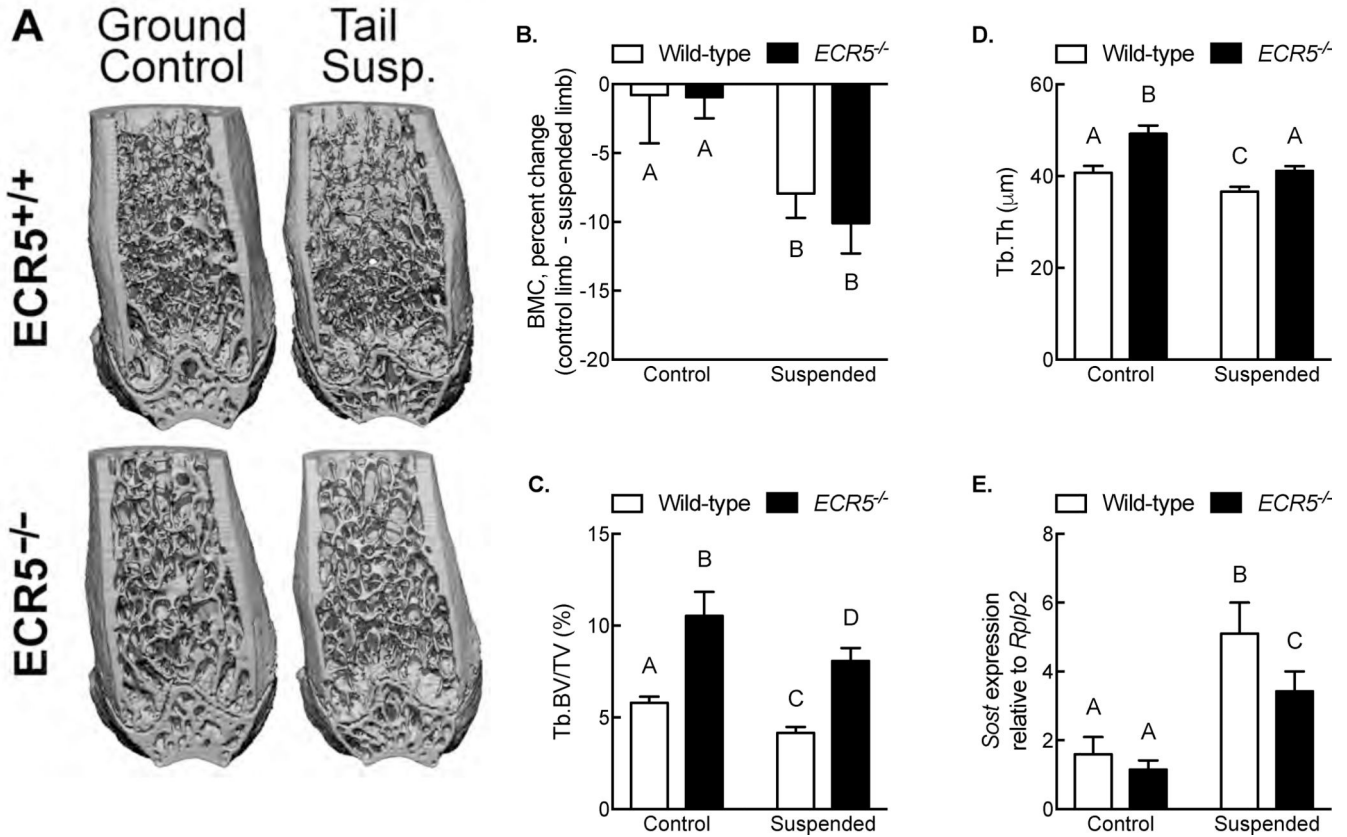 A
Ground
Control
Tail
Susp.
ECR5+/+
ECR5−/−
B.
Wild-type
ECR5-/-
BMC, percent change
(control limb - suspended limb)
0
-5
-10
-15
-20
A
A
B
B
Control
Suspended
C.
Wild-type
ECR5-/-
Tb.BV/TV (%)
15
10
5
0
A
B
C
D
Control
Suspended
D.
Wild-type
ECR5-/-
Tb.Th (μm)
60
40
20
0
A
B
C
A
Control
Suspended
E.
Wild-type
ECR5-/-
Sost expression
relative to Rplp2
8
6
4
2
0
A
A
B
C
Control
Suspended